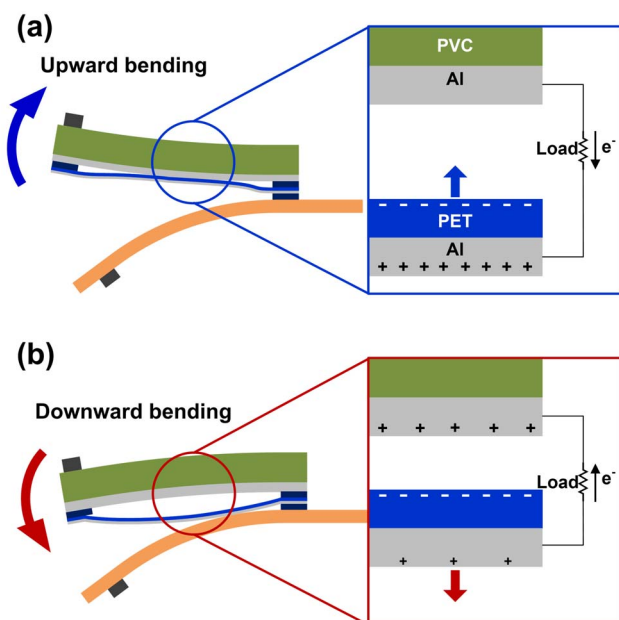 (a)
Upward bending
PVC
Al
Load
e⁻
- - - - - - - -
PET
Al
+ + + + + + + +
(b)
Downward bending
+ + + + +
Load
e⁻
- - - - - - - -
+ + +